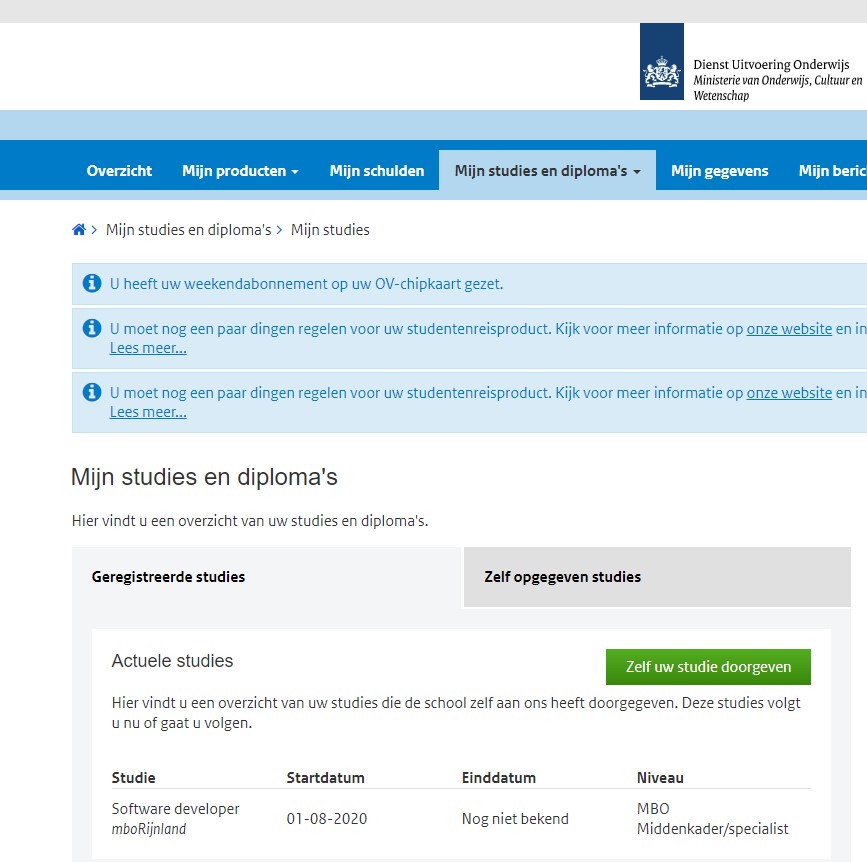 Dienst Uitvoering Onderwijs
Ministerie van Onderwijs, Cultuur en
Wetenschap
Overzicht Mijn producten Mijn schulden Mijn studies en diploma's Mijn gegevens Mijn beric
Mijn studies en diploma's > Mijn studies
U heeft uw weekendabonnement op uw OV-chipkaart gezet.
U moet nog een paar dingen regelen voor uw studentenreisproduct. Kijk voor meer informatie op onze website en in
Lees meer...
U moet nog een paar dingen regelen voor uw studentenreisproduct. Kijk voor meer informatie op onze website en in
Lees meer...
Mijn studies en diploma's
Hier vindt u een overzicht van uw studies en diploma's.
Geregistreerde studies Zelf opgegeven studies
Actuele studies
Zelf uw studie doorgeven
Hier vindt u een overzicht van uw studies die de school zelf aan ons heeft doorgegeven. Deze studies volgt
u nu of gaat u volgen.
Studie Startdatum Einddatum Niveau
Software developer
mboRijnland
01-08-2020
Nog niet bekend
MBO
Middenkader/specialist